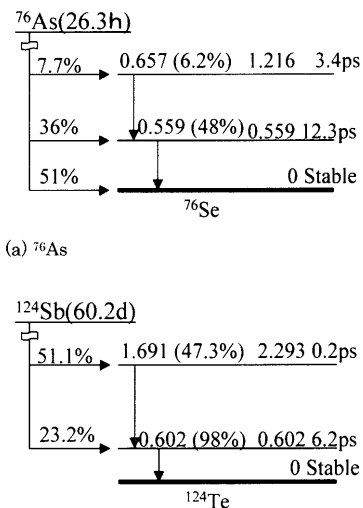 ⁷⁶As(26.3h)
7.7% 0.657 (6.2%) 1.216 3.4ps
36% 0.559 (48%) 0.559 12.3ps
51% 0 Stable
⁷⁶Se
(a) ⁷⁶As
¹²⁴Sb(60.2d)
51.1% 1.691 (47.3%) 2.293 0.2ps
23.2% 0.602 (98%) 0.602 6.2ps
0 Stable
¹²⁴Te